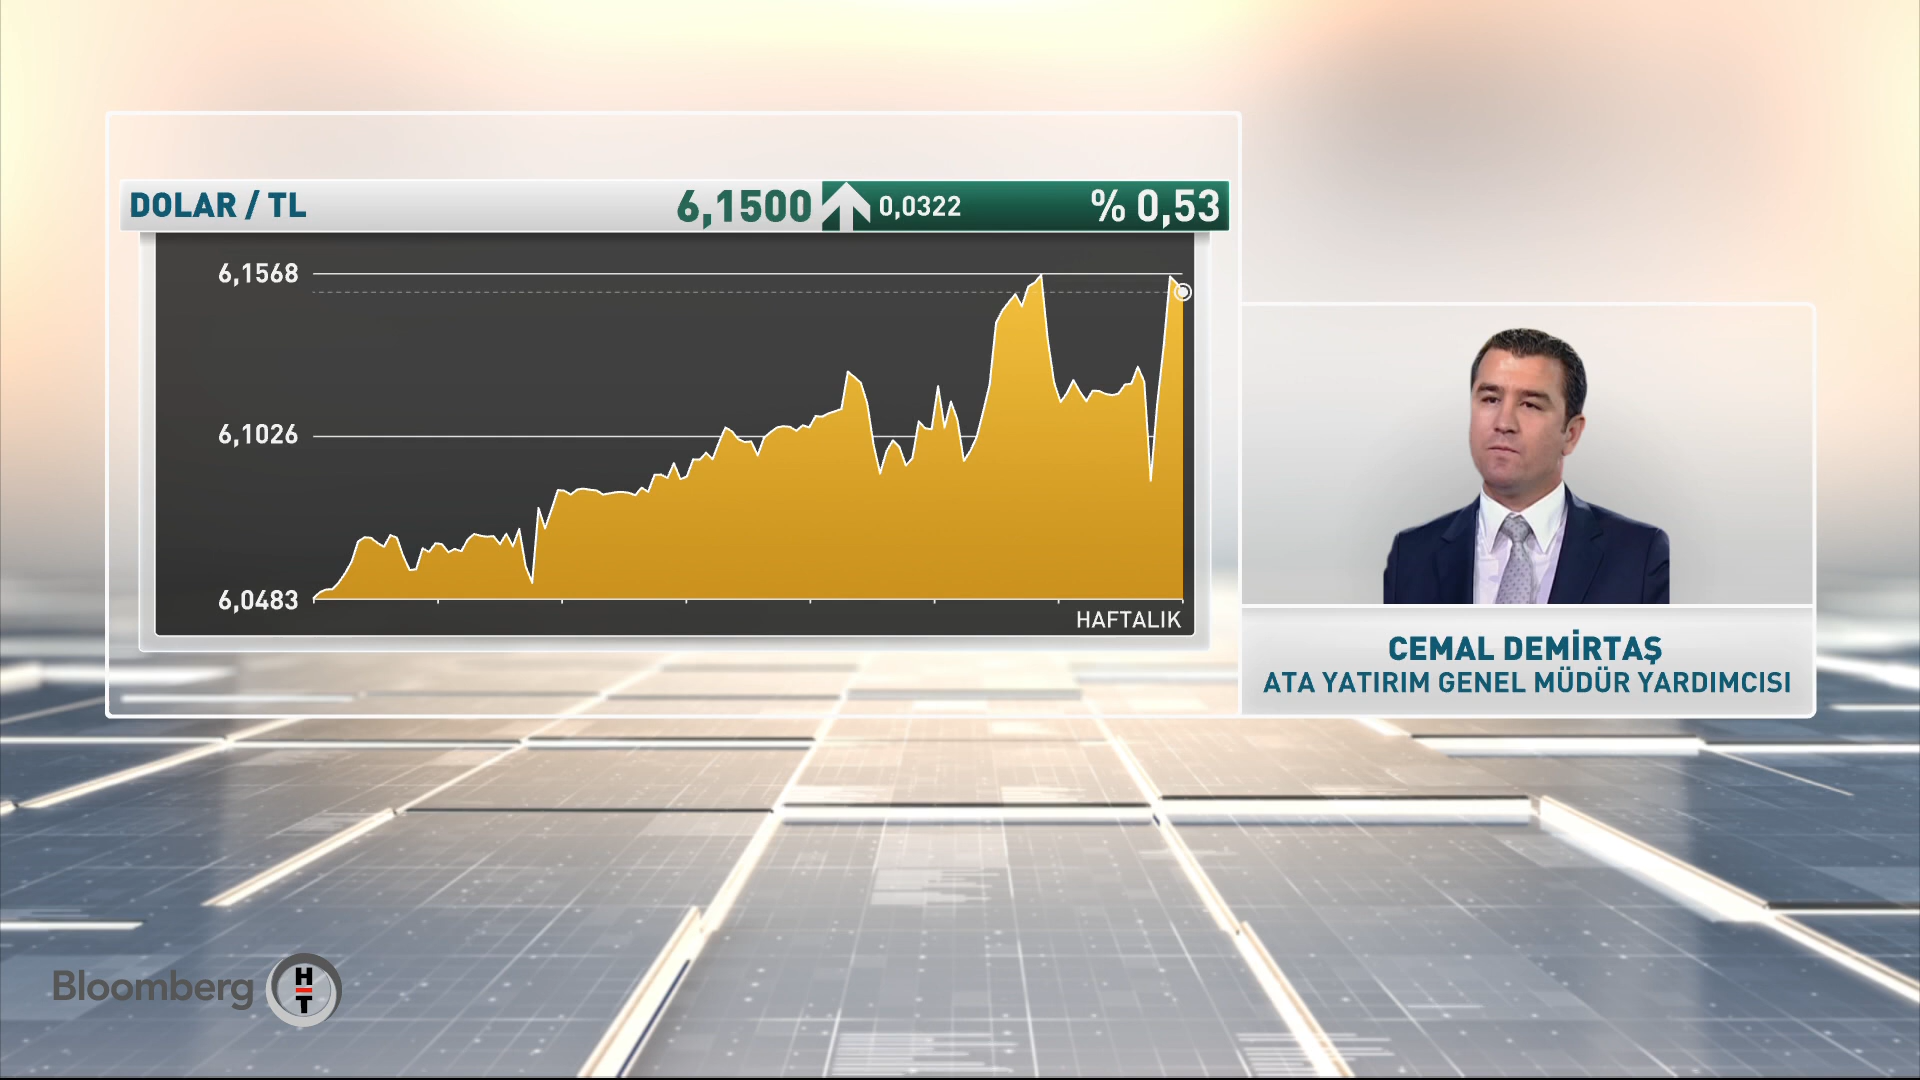 DOLAR / TL 6,1500 0,0322 % 0,53
6,1568
6,1026
6,0483
HAFTALIK
CEMAL DEMİRTAŞ
ATA YATIRIM GENEL MÜDÜR YARDIMCISI
Bloomberg HT